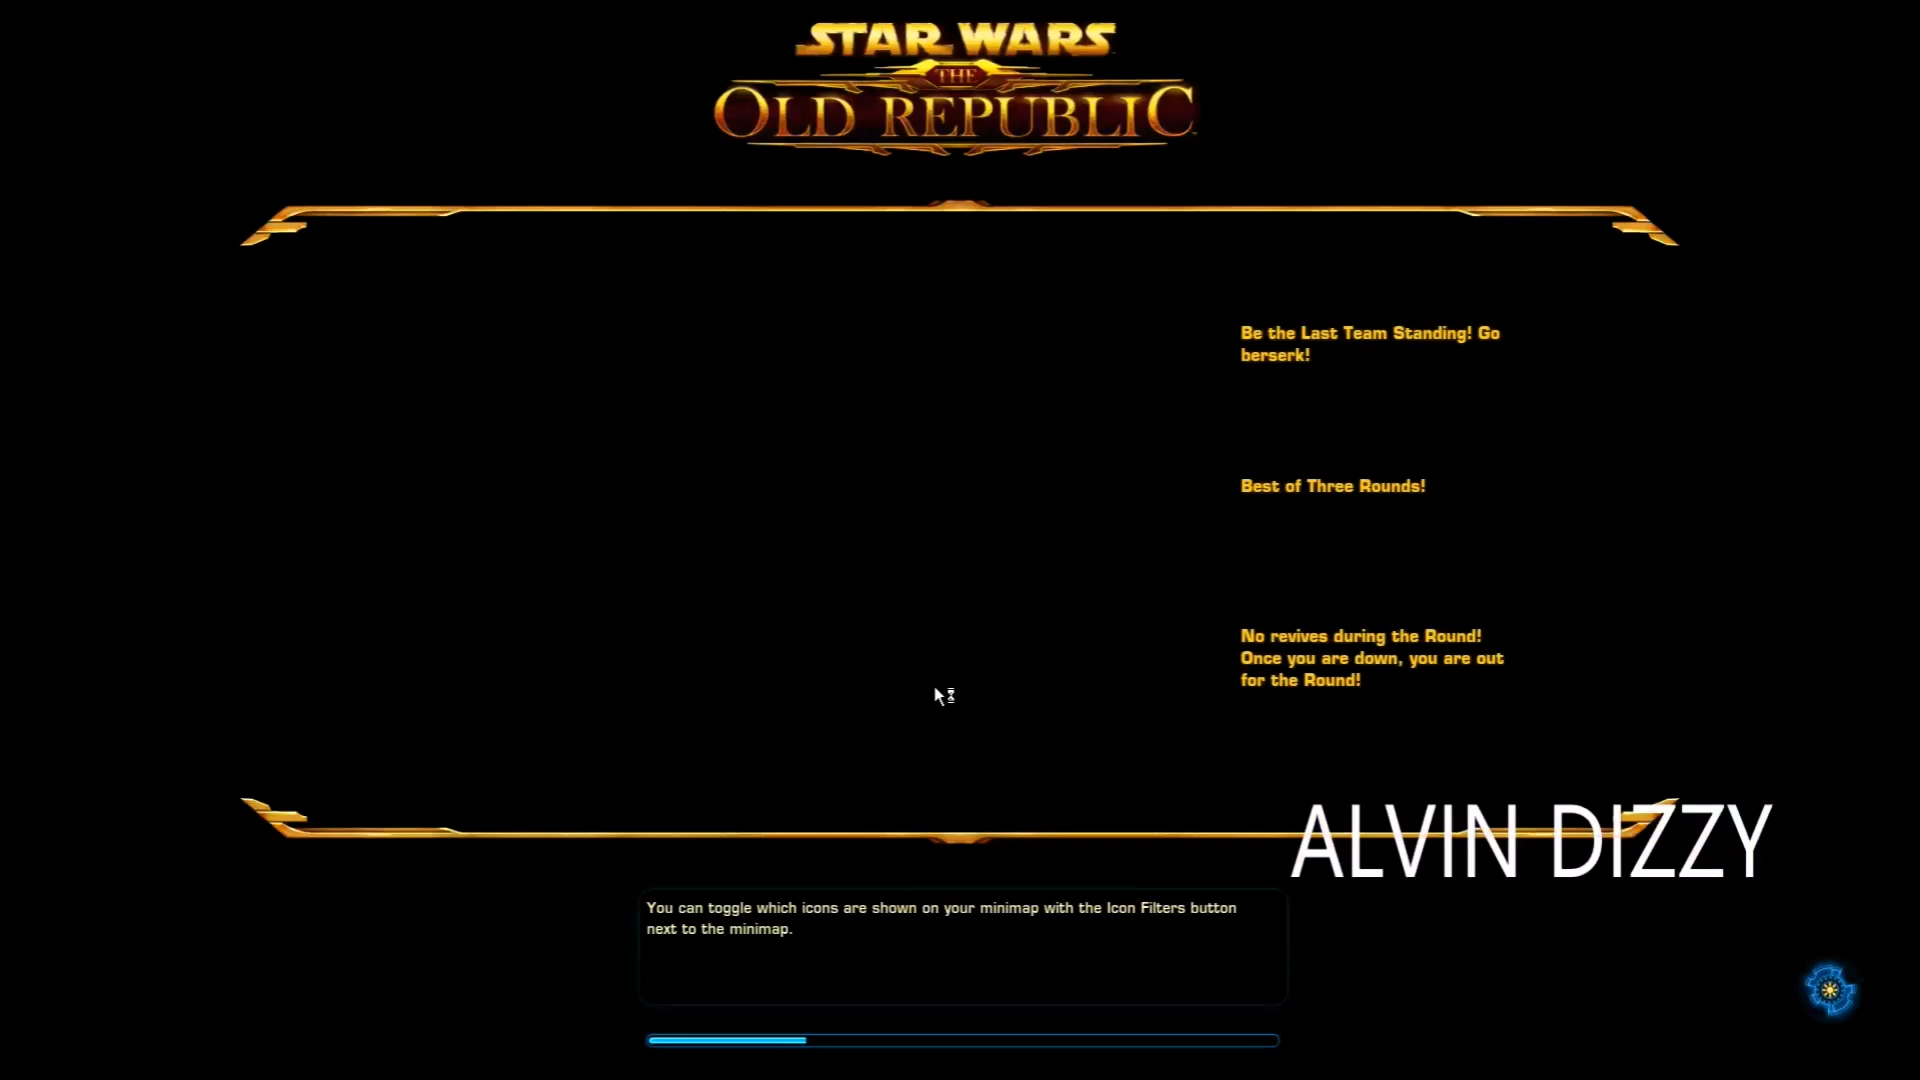 STAR WARS
THE
OLD REPUBLIC
Be the Last Team Standing! Go
berserk!
Best of Three Rounds!
No revives during the Round!
Once you are down, you are out
for the Round!
ALVIN DIZZY
You can toggle which icons are shown on your minimap with the Icon Filters button
next to the minimap.